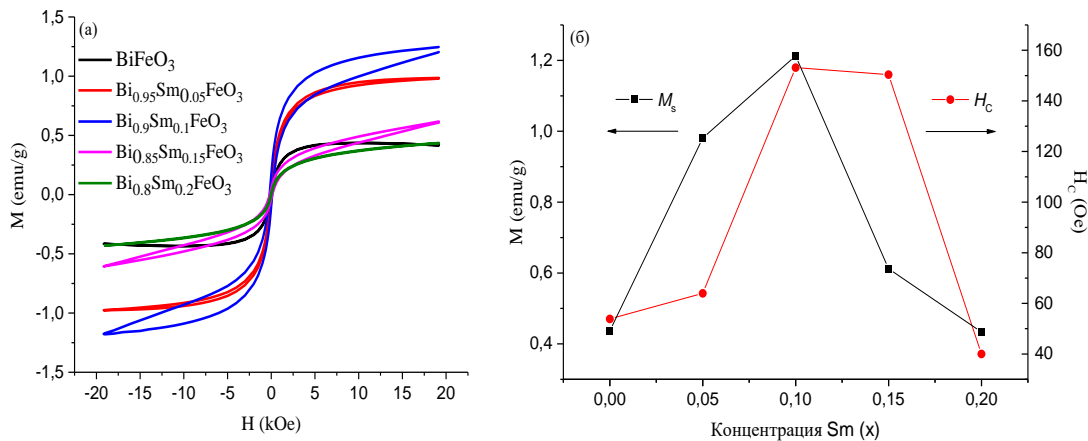 (a)
BiFeO₃
Bi₀.₉₅Sm₀.₀₅FeO₃
Bi₀.₉Sm₀.₁FeO₃
Bi₀.₈₅Sm₀.₁₅FeO₃
Bi₀.₈Sm₀.₂FeO₃
M (emu/g)
1,5
1,0
0,5
0,0
-0,5
-1,0
-1,5
-20 -15 -10 -5 0 5 10 15 20
H (kOe)
(б)
Mₛ
H_C
M (emu/g)
1,2
1,0
0,8
0,6
0,4
H_C (Oe)
160
140
120
100
80
60
40
0,00 0,05 0,10 0,15 0,20
Концентрация Sm (x)